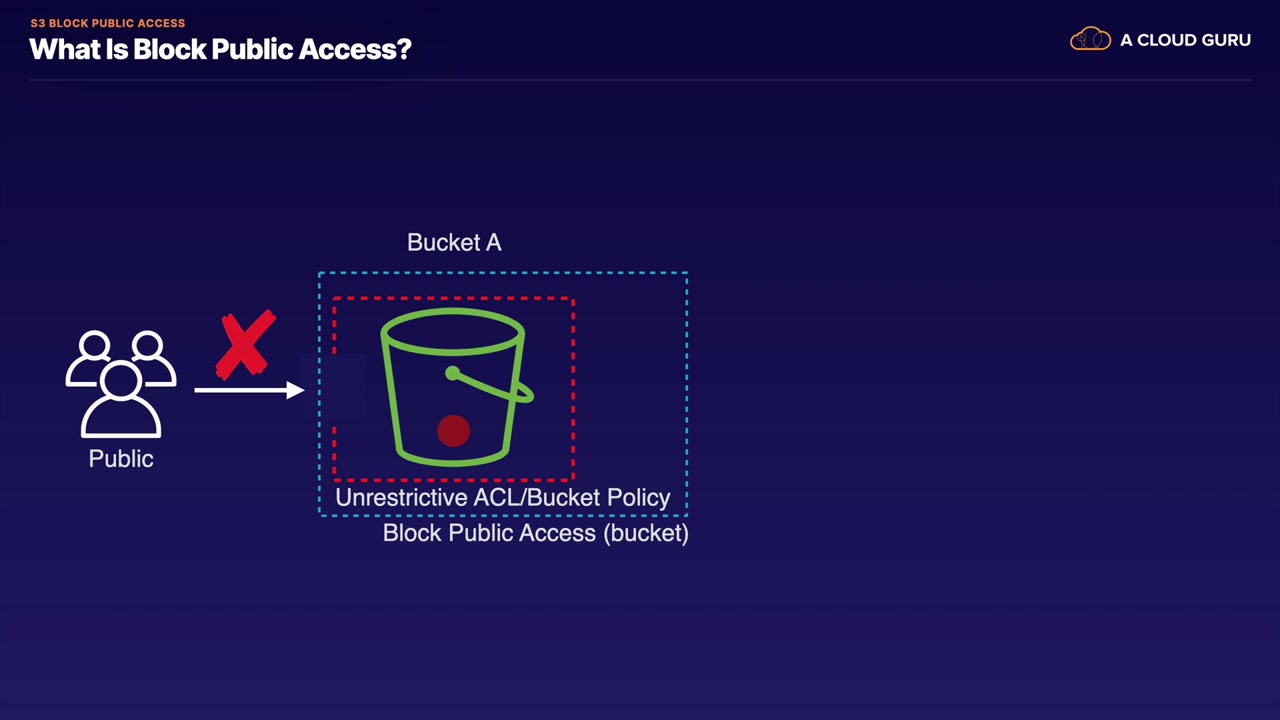 S3 BLOCK PUBLIC ACCESS
What Is Block Public Access?
A CLOUD GURU
Bucket A
Public
Unrestrictive ACL/Bucket Policy
Block Public Access (bucket)